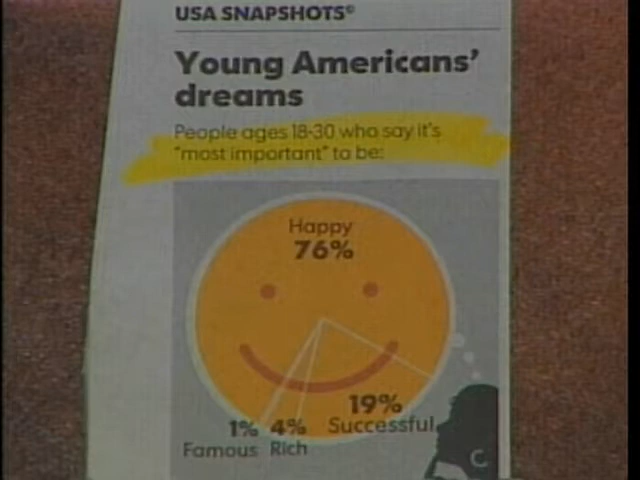 USA SNAPSHOTS®
Young Americans'
dreams
People ages 18-30 who say it's
"most important" to be:
Happy
76%
19%
Successful
1% 4%
Famous Rich
C